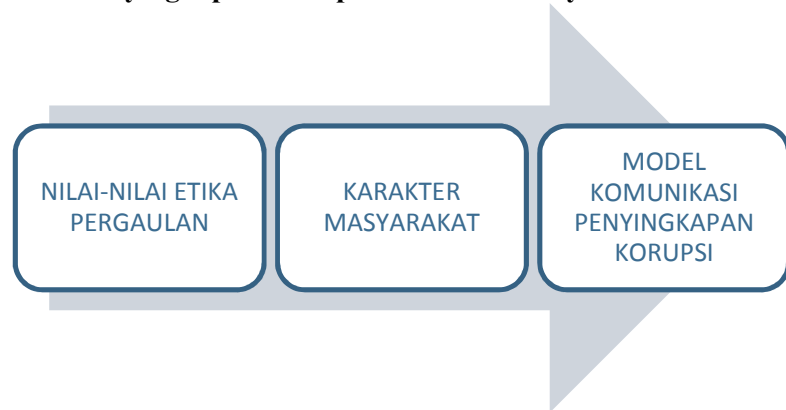 NILAI-NILAI ETIKA
PERGAULAN
KARAKTER
MASYARAKAT
MODEL
KOMUNIKASI
PENYINGKAPAN
KORUPSI